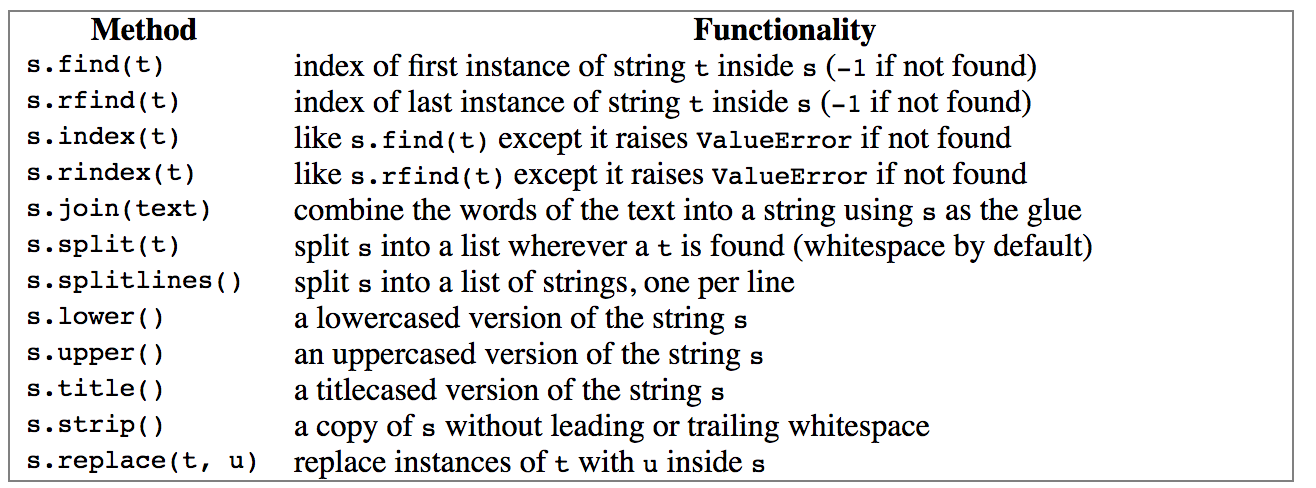 Method Functionality
s.find(t) index of first instance of string t inside s (-1 if not found)
s.rfind(t) index of last instance of string t inside s (-1 if not found)
s.index(t) like s.find(t) except it raises ValueError if not found
s.rindex(t) like s.rfind(t) except it raises ValueError if not found
s.join(text) combine the words of the text into a string using s as the glue
s.split(t) split s into a list wherever a t is found (whitespace by default)
s.splitlines() split s into a list of strings, one per line
s.lower() a lowercased version of the string s
s.upper() an uppercased version of the string s
s.title() a titlecased version of the string s
s.strip() a copy of s without leading or trailing whitespace
s.replace(t, u) replace instances of t with u inside s